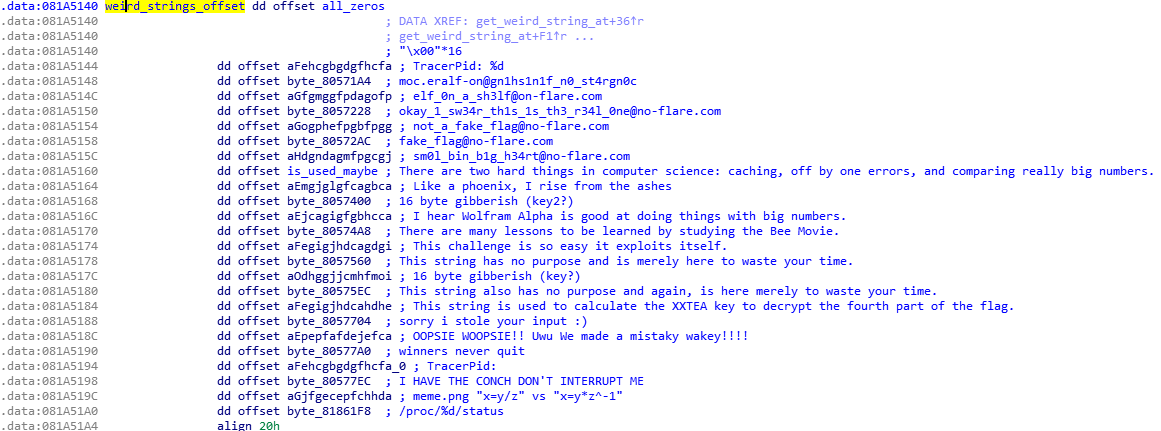 .data:081A5140 weird_strings_offset dd offset all_zeros
.data:081A5140 ; DATA XREF: get_weird_string_at+36↑r
.data:081A5140 ; get_weird_string_at+F1↑r ...
.data:081A5140 ; "\x00"*16
.data:081A5144 dd offset aFehcgbgdgfhcfa ; TracerPid: %d
.data:081A5148 dd offset byte_80571A4 ; moc.eralf-on@gn1hs1n1f_n0_st4rgn0c
.data:081A514C dd offset aGfgmggfpdagofp ; elf_0n_a_sh3lf@on-flare.com
.data:081A5150 dd offset byte_8057228 ; okay_1_sw34r_th1s_1s_th3_r34l_0ne@no-flare.com
.data:081A5154 dd offset aGogphefpgbfpgg ; not_a_fake_flag@no-flare.com
.data:081A5158 dd offset byte_80572AC ; fake_flag@no-flare.com
.data:081A515C dd offset aHdgndagmfpgcgj ; sm0l_bin_b1g_h34rt@no-flare.com
.data:081A5160 dd offset is_used_maybe ; There are two hard things in computer science: caching, off by one errors, and comparing really big numbers.
.data:081A5164 dd offset aEmgjglgfcagbca ; Like a phoenix, I rise from the ashes
.data:081A5168 dd offset byte_8057400 ; 16 byte gibberish (key2?)
.data:081A516C dd offset aEjcagigfgbhcca ; I hear Wolfram Alpha is good at doing things with big numbers.
.data:081A5170 dd offset byte_80574A8 ; There are many lessons to be learned by studying the Bee Movie.
.data:081A5174 dd offset aFegigjhdcagdgi ; This challenge is so easy it exploits itself.
.data:081A5178 dd offset byte_8057560 ; This string has no purpose and is merely here to waste your time.
.data:081A517C dd offset aOdhggjjcmhfmoi ; 16 byte gibberish (key?)
.data:081A5180 dd offset byte_80575EC ; This string also has no purpose and again, is here merely to waste your time.
.data:081A5184 dd offset aFegigjhdcahdhe ; This string is used to calculate the XXTEA key to decrypt the fourth part of the flag.
.data:081A5188 dd offset byte_8057704 ; sorry i stole your input :)
.data:081A518C dd offset aEpepfafdejefca ; OOPSIE WOOPSIE!! Uwu We made a mistaky wakey!!!!
.data:081A5190 dd offset byte_80577A0 ; winners never quit
.data:081A5194 dd offset aFehcgbgdgfhcfa_0 ; TracerPid:
.data:081A5198 dd offset byte_80577EC ; I HAVE THE CONCH DON'T INTERRUPT ME
.data:081A519C dd offset aGjfgecepfchhda ; meme.png "x=y/z" vs "x=y*z^-1"
.data:081A51A0 dd offset byte_81861F8 ; /proc/%d/status
.data:081A51A4 align 20h